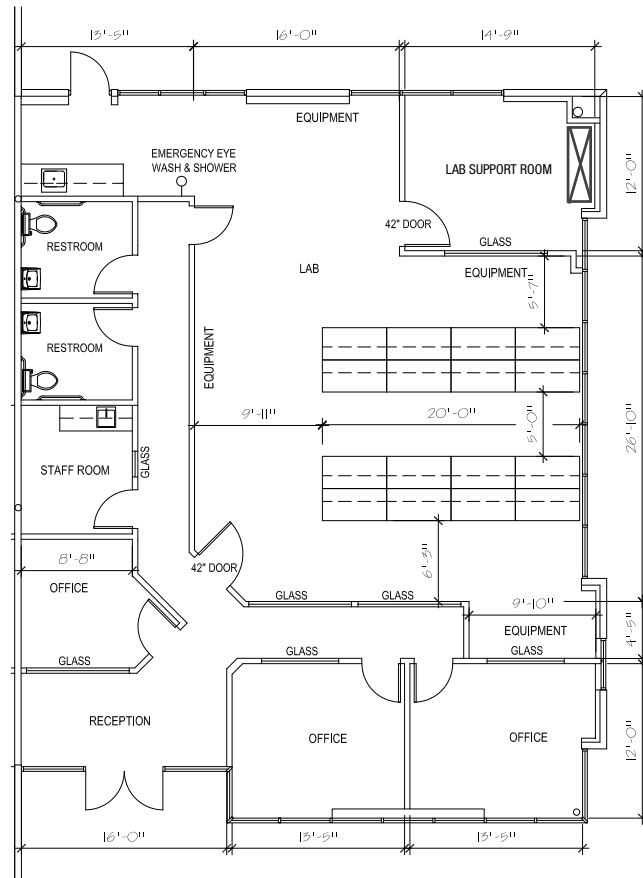 13'-5"
16'-0"
14'-9"
EQUIPMENT
EMERGENCY EYE
WASH & SHOWER
LAB SUPPORT ROOM
12'-0"
42" DOOR
GLASS
RESTROOM
LAB
EQUIPMENT
5'-7"
EQUIPMENT
RESTROOM
9'-11"
20'-0"
5'-0"
26'-10"
STAFF ROOM
GLASS
8'-8"
6'-3"
42" DOOR
OFFICE
GLASS
GLASS
9'-10"
4'-5"
EQUIPMENT
GLASS
GLASS
GLASS
RECEPTION
OFFICE
OFFICE
12'-0"
16'-0"
13'-5"
13'-5"